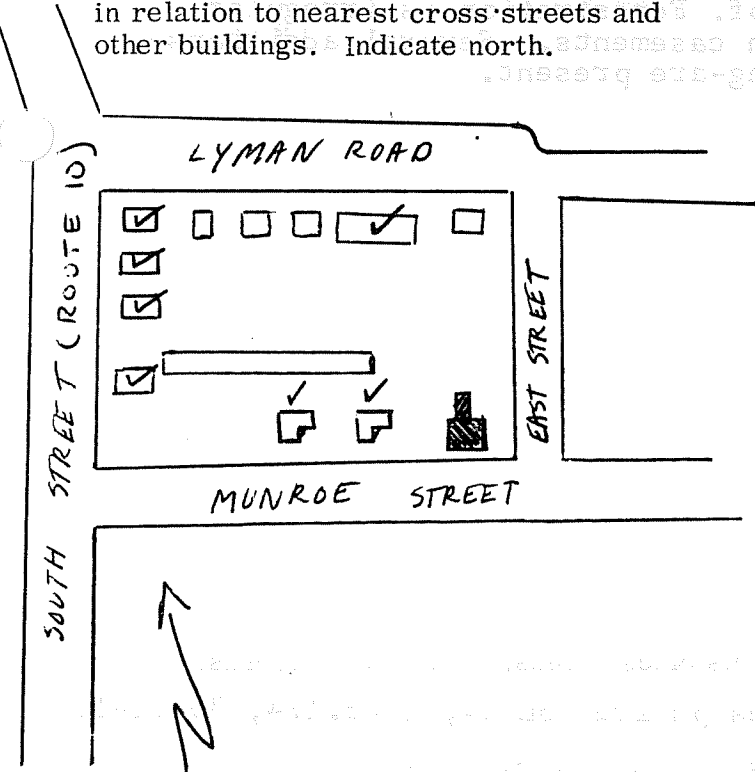 in relation to nearest cross streets and
other buildings. Indicate north.
LYMAN ROAD
SOUTH STREET (ROUTE 10)
EAST STREET
MUNROE STREET
N